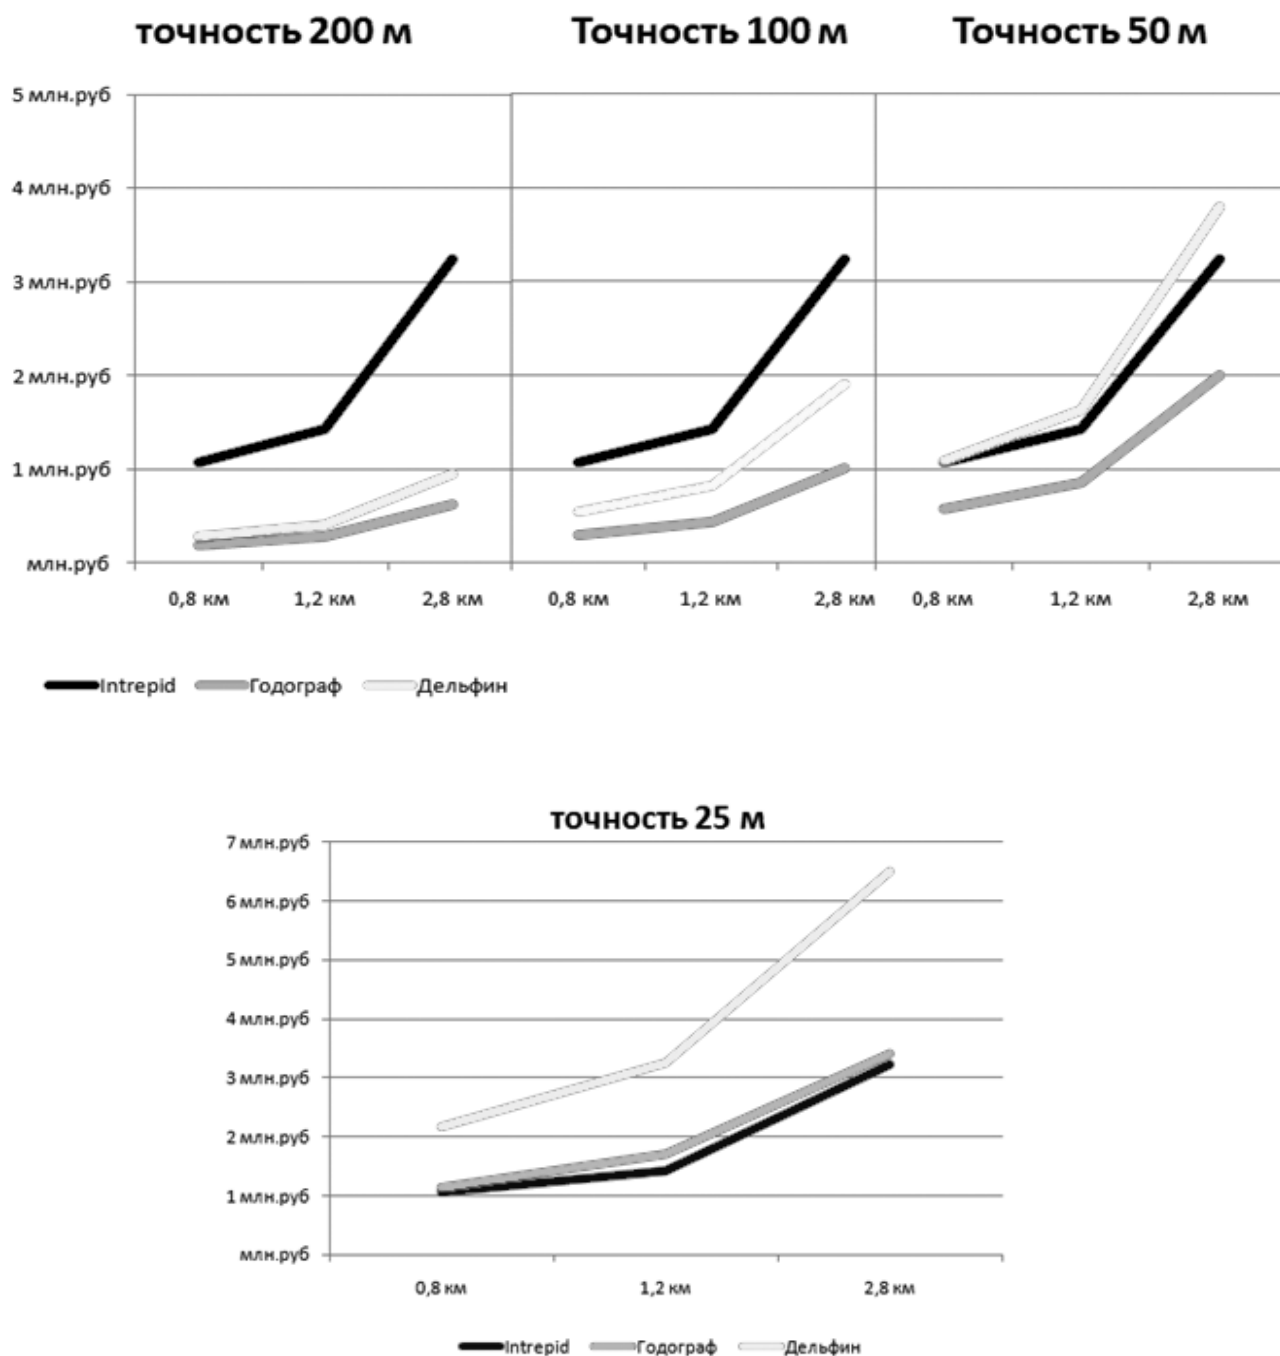 точность 200 м Точность 100 м Точность 50 м
5 млн.руб
4 млн.руб
3 млн.руб
2 млн.руб
1 млн.руб
млн.руб
0,8 км 1,2 км 2,8 км 0,8 км 1,2 км 2,8 км 0,8 км 1,2 км 2,8 км
Intrepid Годограф Дельфин
точность 25 м
7 млн.руб
6 млн.руб
5 млн.руб
4 млн.руб
3 млн.руб
2 млн.руб
1 млн.руб
млн.руб
0,8 км 1,2 км 2,8 км
Intrepid Годограф Дельфин